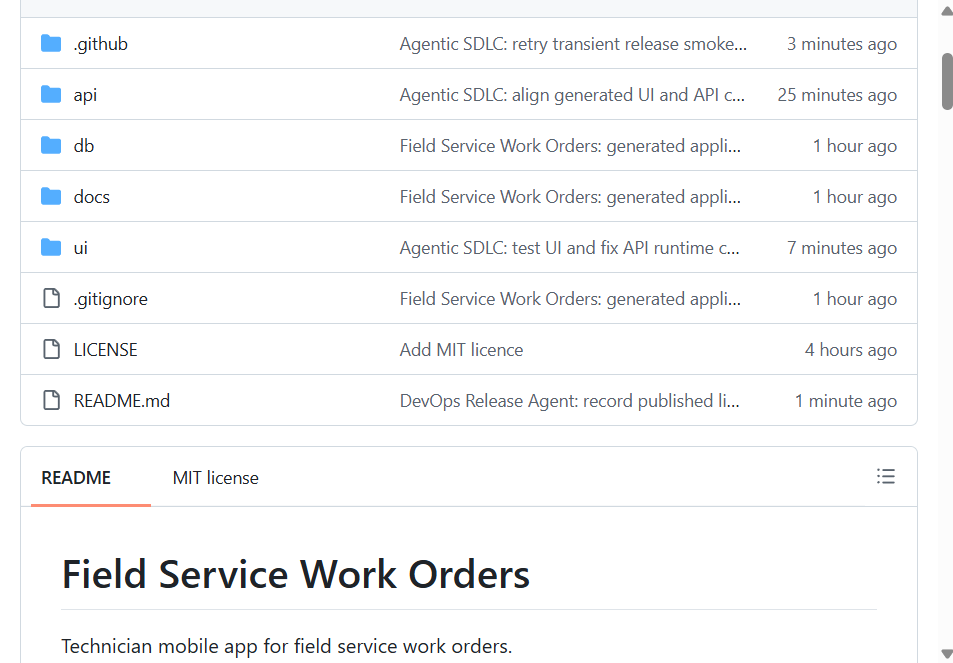 .github Agentic SDLC: retry transient release smoke... 3 minutes ago
api Agentic SDLC: align generated UI and API c... 25 minutes ago
db Field Service Work Orders: generated appli... 1 hour ago
docs Field Service Work Orders: generated appli... 1 hour ago
ui Agentic SDLC: test UI and fix API runtime c... 7 minutes ago
.gitignore Field Service Work Orders: generated appli... 1 hour ago
LICENSE Add MIT licence 4 hours ago
README.md DevOps Release Agent: record published li... 1 minute ago
README MIT license
Field Service Work Orders
Technician mobile app for field service work orders.